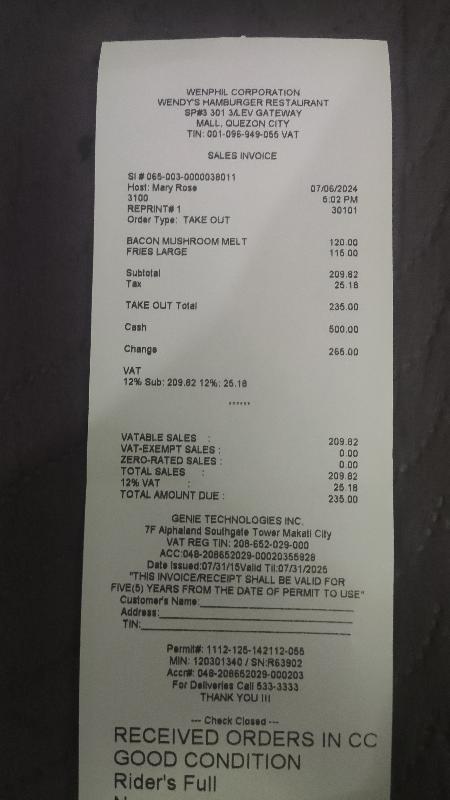 WENPHIL CORPORATION
WENDY'S HAMBURGER RESTAURANT
SP#3 301 3/LEV GATEWAY
MALL, QUEZON CITY
TIN: 001-096-949-055 VAT
SALES INVOICE
SI # 065-003-0000038011
Host: Mary Rose 07/06/2024
3100 5:02 PM
REPRINT# 1 30101
Order Type: TAKE OUT
BACON MUSHROOM MELT 120.00
FRIES LARGE 115.00
Subtotal 209.82
Tax 25.18
TAKE OUT Total 235.00
Cash 500.00
Change 265.00
VAT
12% Sub: 209.82 12%: 25.18
******
VATABLE SALES : 209.82
VAT-EXEMPT SALES : 0.00
ZERO-RATED SALES : 0.00
TOTAL SALES : 209.82
12% VAT : 25.18
TOTAL AMOUNT DUE : 235.00
GENIE TECHNOLOGIES INC.
7F Alphaland Southgate Tower Makati City
VAT REG TIN: 208-652-029-000
ACC:048-208652029-00020355928
Date Issued:07/31/15Valid Til:07/31/2025
"THIS INVOICE/RECEIPT SHALL BE VALID FOR
FIVE(5) YEARS FROM THE DATE OF PERMIT TO USE"
Customer's Name:
Address:
TIN:
Permit#: 1112-125-142112-055
MIN: 120301340 / SN:R63902
Accr#: 048-208652029-000203
For Deliveries Call 533-3333
THANK YOU !!!
--- Check Closed ---
RECEIVED ORDERS IN CC
GOOD CONDITION
Rider's Full